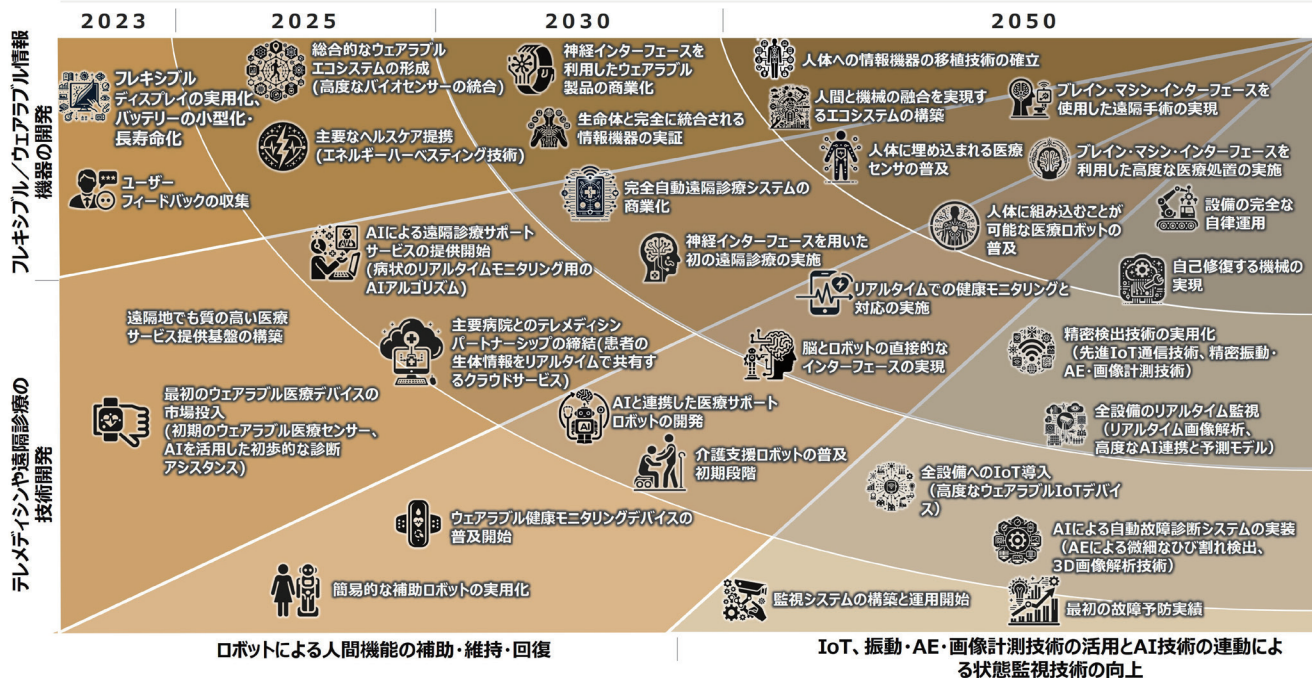 2023
2025
2030
2050
フレキシブル／ウェアラブル情報
機器の開発
テレメディシンや遠隔診療の
技術開発
フレキシブル
ディスプレイの実用化、
バッテリーの小型化・
長寿命化
ユーザー
フィードバックの収集
総合的なウェアラブル
エコシステムの形成
(高度なバイオセンサーの統合)
主要なヘルスケア提携
(エネルギーハーベスティング技術)
神経インターフェースを
利用したウェアラブル
製品の商業化
生命体と完全に統合される
情報機器の実証
完全自動遠隔診療システムの
商業化
人体への情報機器の移植技術の確立
人間と機械の融合を実現す
るエコシステムの構築
人体に埋め込まれる医療
センサの普及
ブレイン・マシン・インターフェースを
使用した遠隔手術の実現
ブレイン・マシン・インターフェースを
利用した高度な医療処置の実施
人体に組み込むことが
可能な医療ロボットの
普及
設備の完全な
自律運用
自己修復する機械の
実現
AIによる遠隔診療サポート
サービスの提供開始
(病状のリアルタイムモニタリング用の
AIアルゴリズム)
神経インターフェースを用いた
初の遠隔診療の実施
リアルタイムでの健康モニタリングと
対応の実施
遠隔地でも質の高い医療
サービス提供基盤の構築
主要病院とのテレメディシン
パートナーシップの締結(患者の
生体情報をリアルタイムで共有す
るクラウドサービス)
脳とロボットの直接的な
インターフェースの実現
精密検出技術の実用化
(先進IoT通信技術、精密振動・
AE・画像計測技術)
最初のウェアラブル医療デバイスの
市場投入
(初期のウェアラブル医療センサー、
AIを活用した初歩的な診断
アシスタンス)
AIと連携した医療サポート
ロボットの開発
介護支援ロボットの普及
初期段階
全設備のリアルタイム監視
（リアルタイム画像解析、
高度なAI連携と予測モデル）
全設備へのIoT導入
（高度なウェアラブルIoTデバイ
ス）
ウェアラブル健康モニタリングデバイスの
普及開始
AIによる自動故障診断システムの実装
（AEによる微細なひび割れ検出、
3D画像解析技術）
簡易的な補助ロボットの実用化
監視システムの構築と運用開始
最初の故障予防実績
ロボットによる人間機能の補助・維持・回復
IoT、振動・AE・画像計測技術の活用とAI技術の連動によ
る状態監視技術の向上